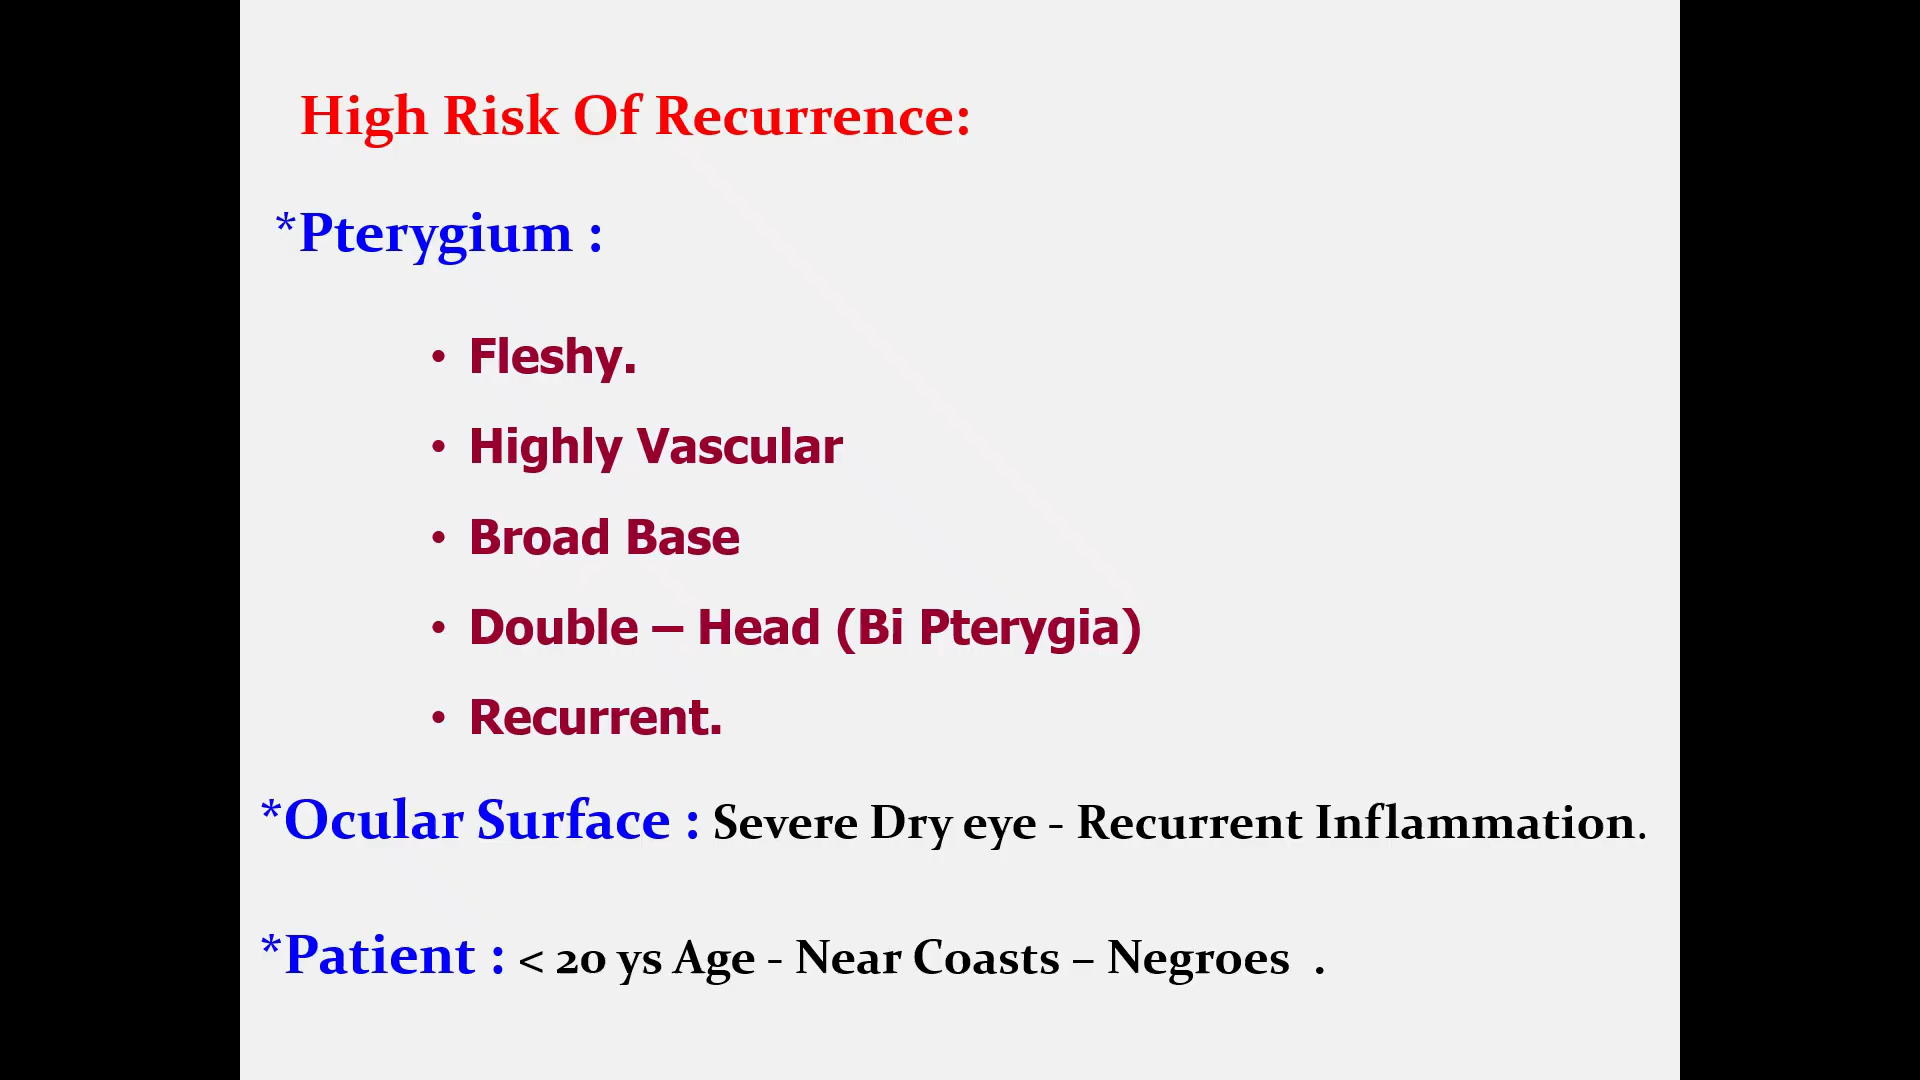 High Risk Of Recurrence:
*Pterygium :
• Fleshy.
• Highly Vascular
• Broad Base
• Double – Head (Bi Pterygia)
• Recurrent.
*Ocular Surface : Severe Dry eye - Recurrent Inflammation.
*Patient : < 20 ys Age - Near Coasts – Negroes .